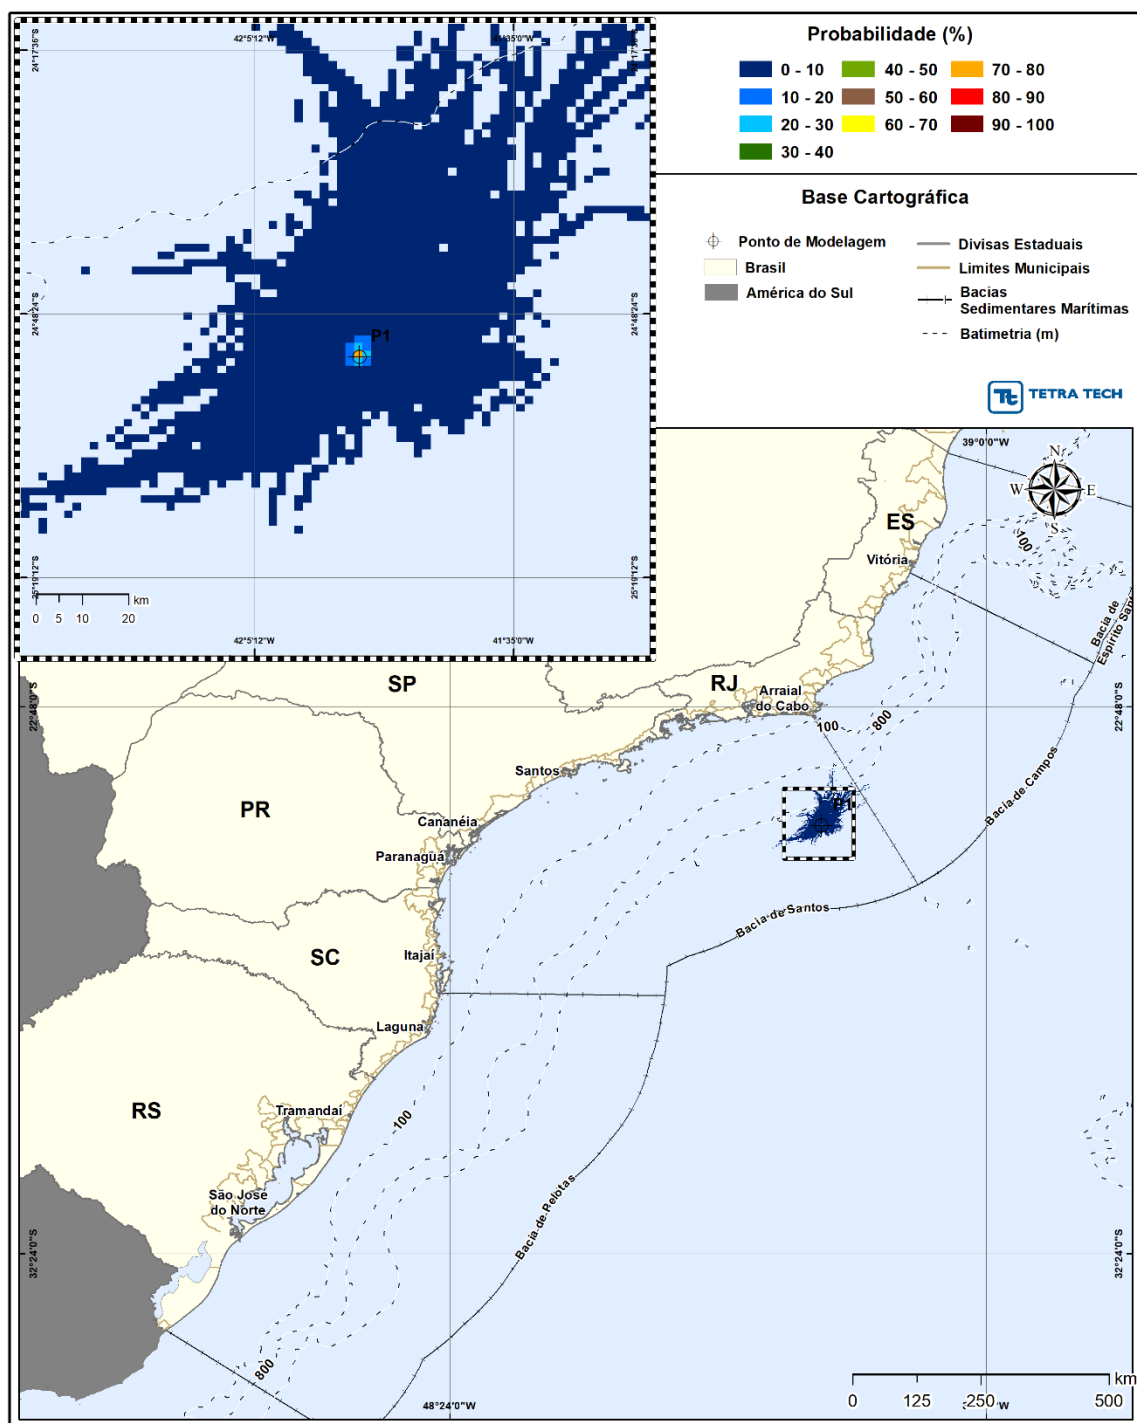 42°5'12"W
41°35'0"W
24°17'36"S
24°17'36"S
P1
24°48'24"S
24°48'24"S
25°19'12"S
25°19'12"S
km
0 5 10 20
42°5'12"W
41°35'0"W
Probabilidade (%)
0 - 10
40 - 50
70 - 80
10 - 20
50 - 60
80 - 90
20 - 30
60 - 70
90 - 100
30 - 40
Base Cartográfica
Ponto de Modelagem
Divisas Estaduais
Brasil
Limites Municipais
América do Sul
Bacias
Sedimentares Marítimas
Batimetria (m)
Tt
TETRA TECH
39°0'0"W
N
W
E
S
ES
100
Vitória
Bacia de
Espírito Sant
SP
RJ
Arraial
do Cabo
22°48'0"S
22°48'0"S
100
800
Santos
Bacia de Campos
P1
PR
Cananéia
Paranaguá
Bacia de Santos
SC
Itajaí
Laguna
RS
Tramandaí
100
São José
do Norte
Bacia de Pelotas
32°24'0"S
32°24'0"S
800
km
0 125 250 500
48°24'0"W